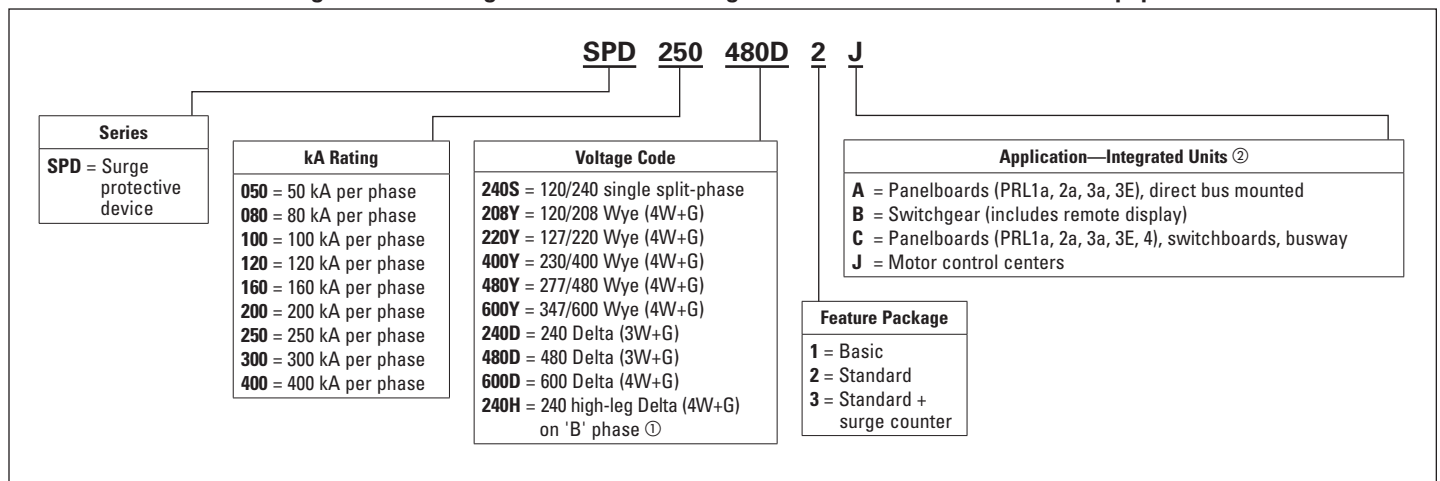 SPD 250 480D 2 J
Series
SPD = Surge
protective
device
kA Rating
050 = 50 kA per phase
080 = 80 kA per phase
100 = 100 kA per phase
120 = 120 kA per phase
160 = 160 kA per phase
200 = 200 kA per phase
250 = 250 kA per phase
300 = 300 kA per phase
400 = 400 kA per phase
Voltage Code
240S = 120/240 single split-phase
208Y = 120/208 Wye (4W+G)
220Y = 127/220 Wye (4W+G)
400Y = 230/400 Wye (4W+G)
480Y = 277/480 Wye (4W+G)
600Y = 347/600 Wye (4W+G)
240D = 240 Delta (3W+G)
480D = 480 Delta (3W+G)
600D = 600 Delta (4W+G)
240H = 240 high-leg Delta (4W+G)
on 'B' phase ①
Feature Package
1 = Basic
2 = Standard
3 = Standard +
surge counter
Application—Integrated Units ②
A = Panelboards (PRL1a, 2a, 3a, 3E), direct bus mounted
B = Switchgear (includes remote display)
C = Panelboards (PRL1a, 2a, 3a, 3E, 4), switchboards, busway
J = Motor control centers